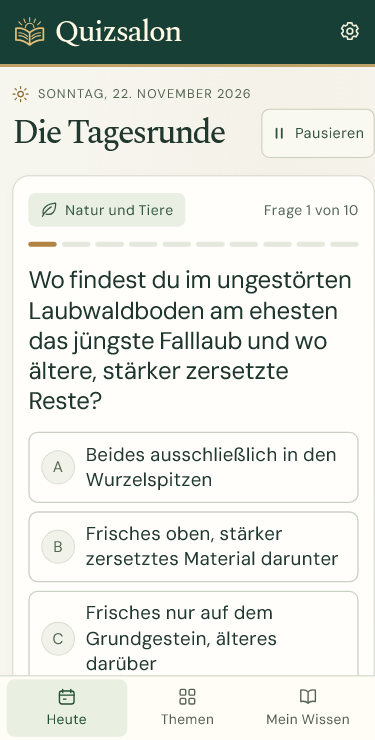 Quizsalon
SONNTAG, 22. NOVEMBER 2026
Die Tagesrunde
Pausieren
Natur und Tiere
Frage 1 von 10
Wo findest du im ungestörten
Laubwaldboden am ehesten
das jüngste Falllaub und wo
ältere, stärker zersetzte
Reste?
A
Beides ausschließlich in den
Wurzelspitzen
B
Frisches oben, stärker
zersetztes Material darunter
C
Frisches nur auf dem
Grundgestein, älteres
darüber
Heute
Themen
Mein Wissen